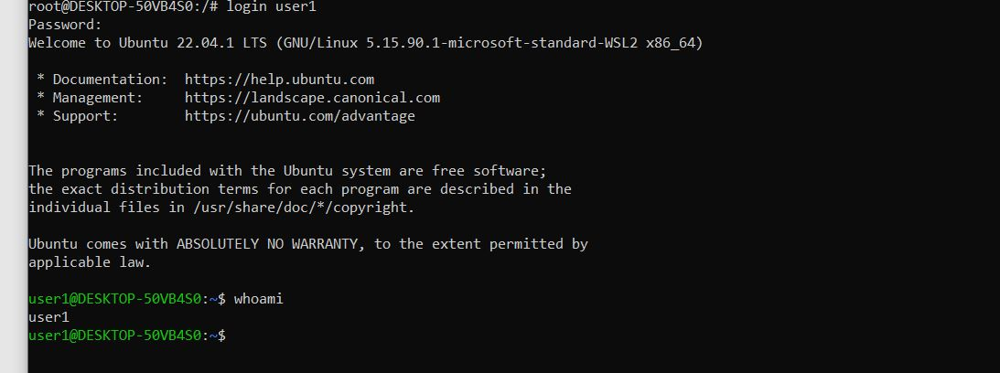 root@DESKTOP-50VB4S0:/# login user1
Password:
Welcome to Ubuntu 22.04.1 LTS (GNU/Linux 5.15.90.1-microsoft-standard-WSL2 x86_64)
* Documentation:  https://help.ubuntu.com
* Management:     https://landscape.canonical.com
* Support:        https://ubuntu.com/advantage
The programs included with the Ubuntu system are free software;
the exact distribution terms for each program are described in the
individual files in /usr/share/doc/*/copyright.
Ubuntu comes with ABSOLUTELY NO WARRANTY, to the extent permitted by
applicable law.
user1@DESKTOP-50VB4S0:~$ whoami
user1
user1@DESKTOP-50VB4S0:~$